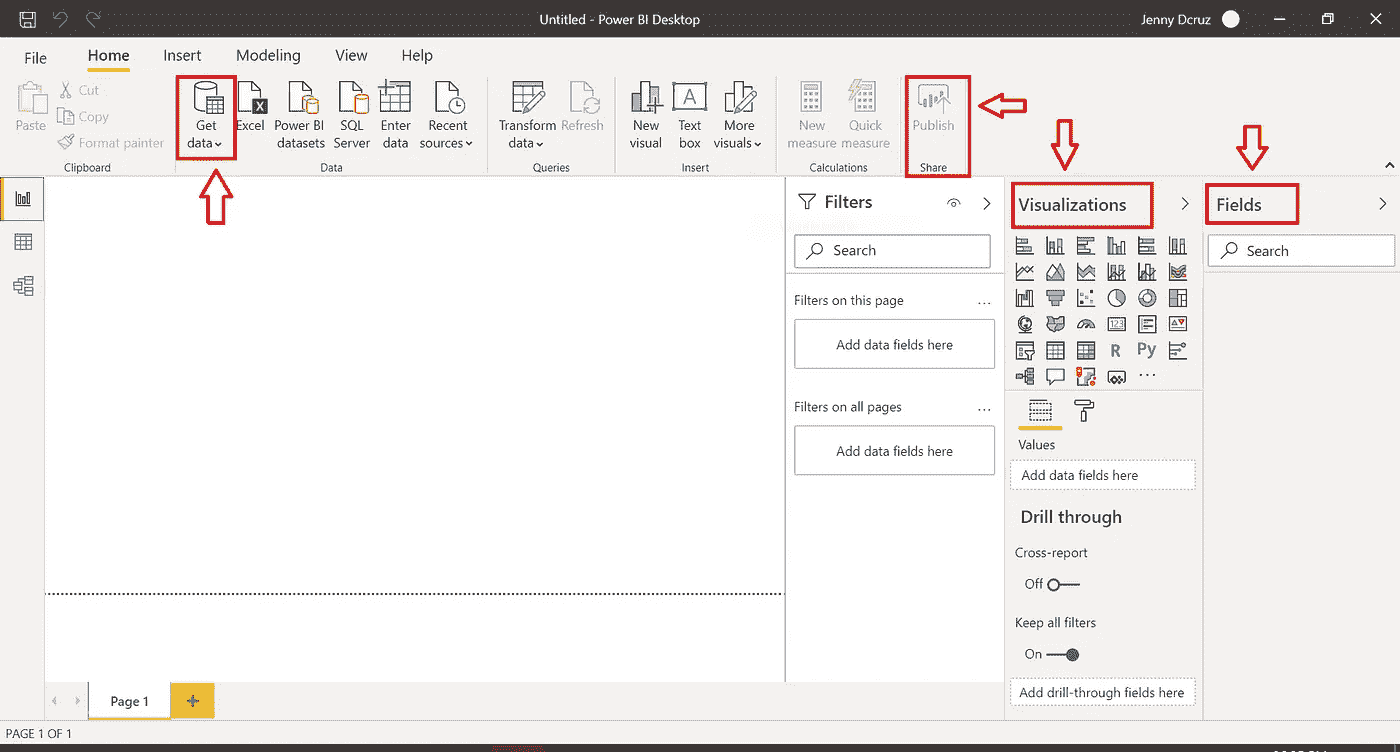 Untitled - Power BI Desktop
Jenny Dcruz
File
Home
Insert
Modeling
View
Help
Paste
Cut
Copy
Format painter
Clipboard
Get
data
Excel
Power BI
datasets
SQL
Server
Enter
data
Recent
sources
Data
Transform
data
Refresh
Queries
New
visual
Text
box
More
visuals
Insert
New
measure
Quick
measure
Calculations
Publish
Share
Filters
Search
Filters on this page
...
Add data fields here
Filters on all pages
...
Add data fields here
Visualizations
123
R
Py
...
Values
Add data fields here
Drill through
Cross-report
Off
Keep all filters
On
Add drill-through fields here
Fields
Search
Page 1
PAGE 1 OF 1